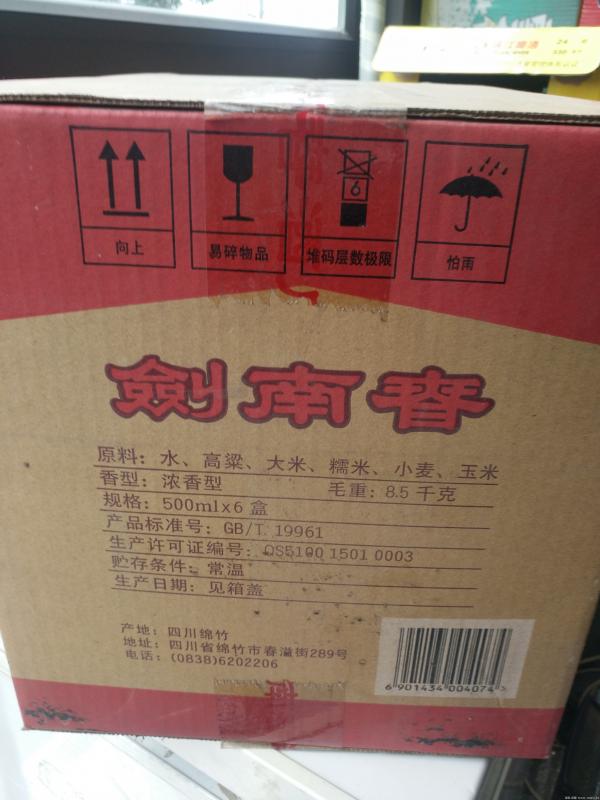 向上 易碎物品 堆码层数极限 怕雨
6
劍南春
原料：水、高粱、大米、糯米、小麦、玉米
香型：浓香型 毛重：8.5 千克
规格：500mlx6 盒
产品标准号：GB/T. 19961
生产许可证编号：QS5100 1501 0003
贮存条件：常温
生产日期：见箱盖
产地：四川绵竹
地址：四川省绵竹市春溢街289号
电话：(0838)6202206
6 901434 004074